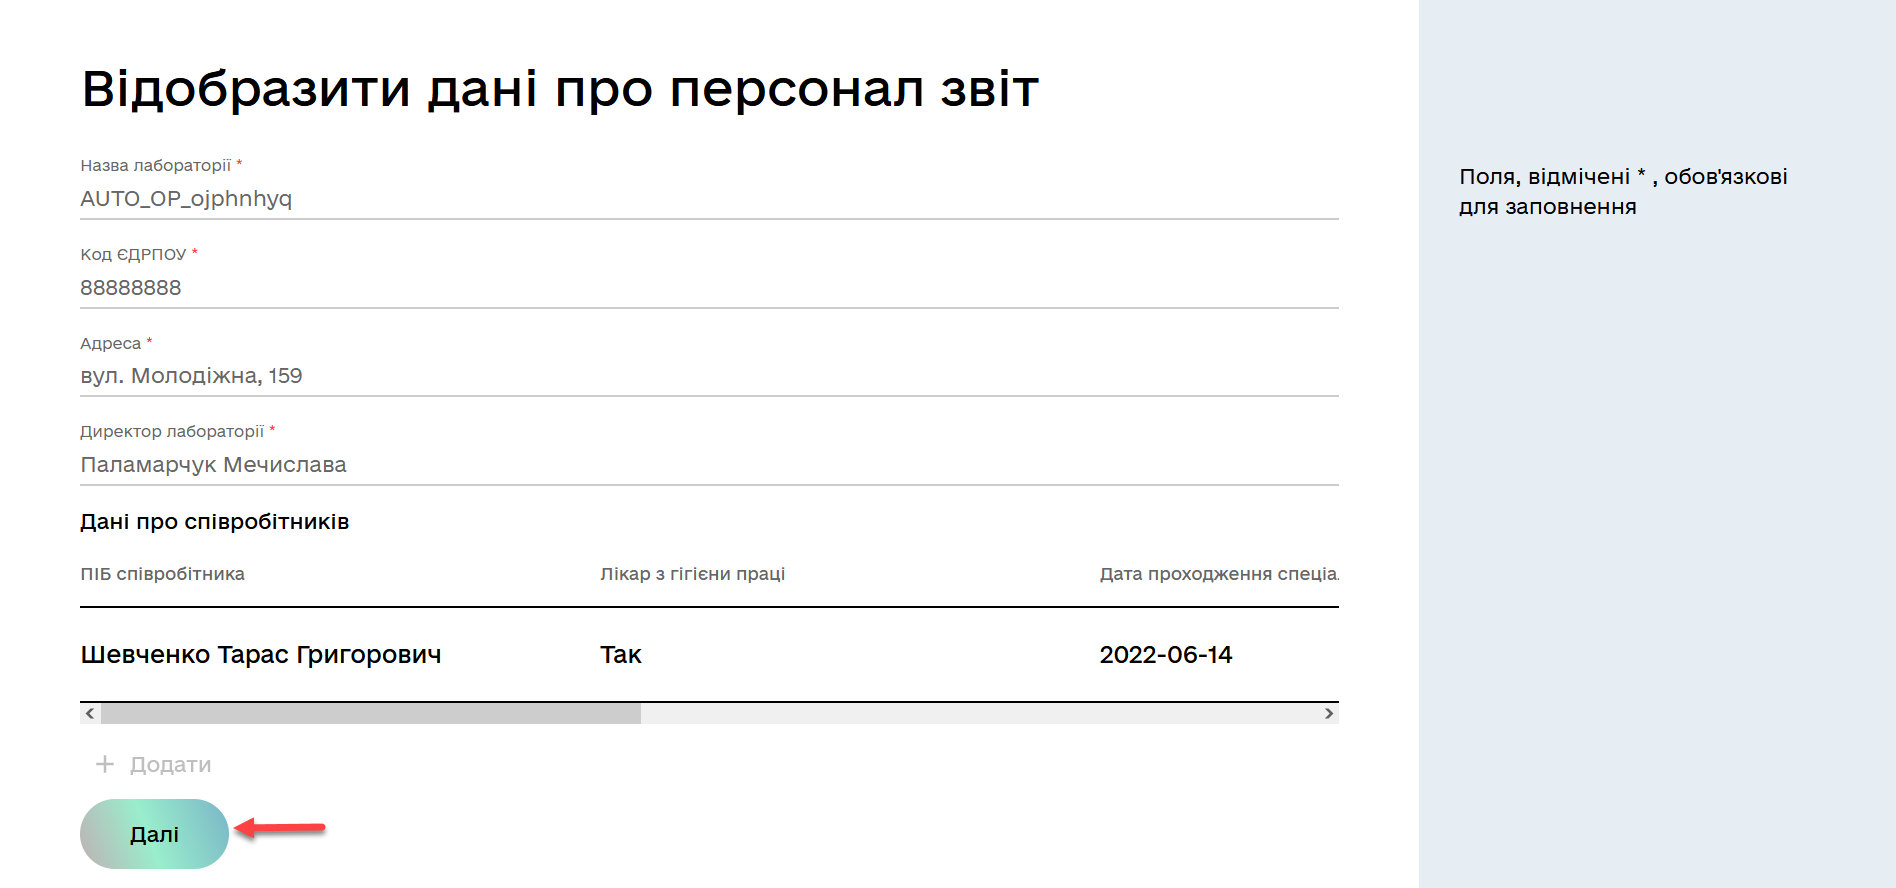 Відобразити дані про персонал звіт
Назва лабораторії *
AUTO_OP_ojphnhyq
Код ЄДРПОУ *
88888888
Адреса *
вул. Молодіжна, 159
Директор лабораторії *
Паламарчук Мечислава
Дані про співробітників
ПІБ співробітника Лікар з гігієни праці Дата проходження спеціа.
Шевченко Тарас Григорович Так 2022-06-14
+ Додати
Далі
Поля, відмічені * , обов'язкові
для заповнення